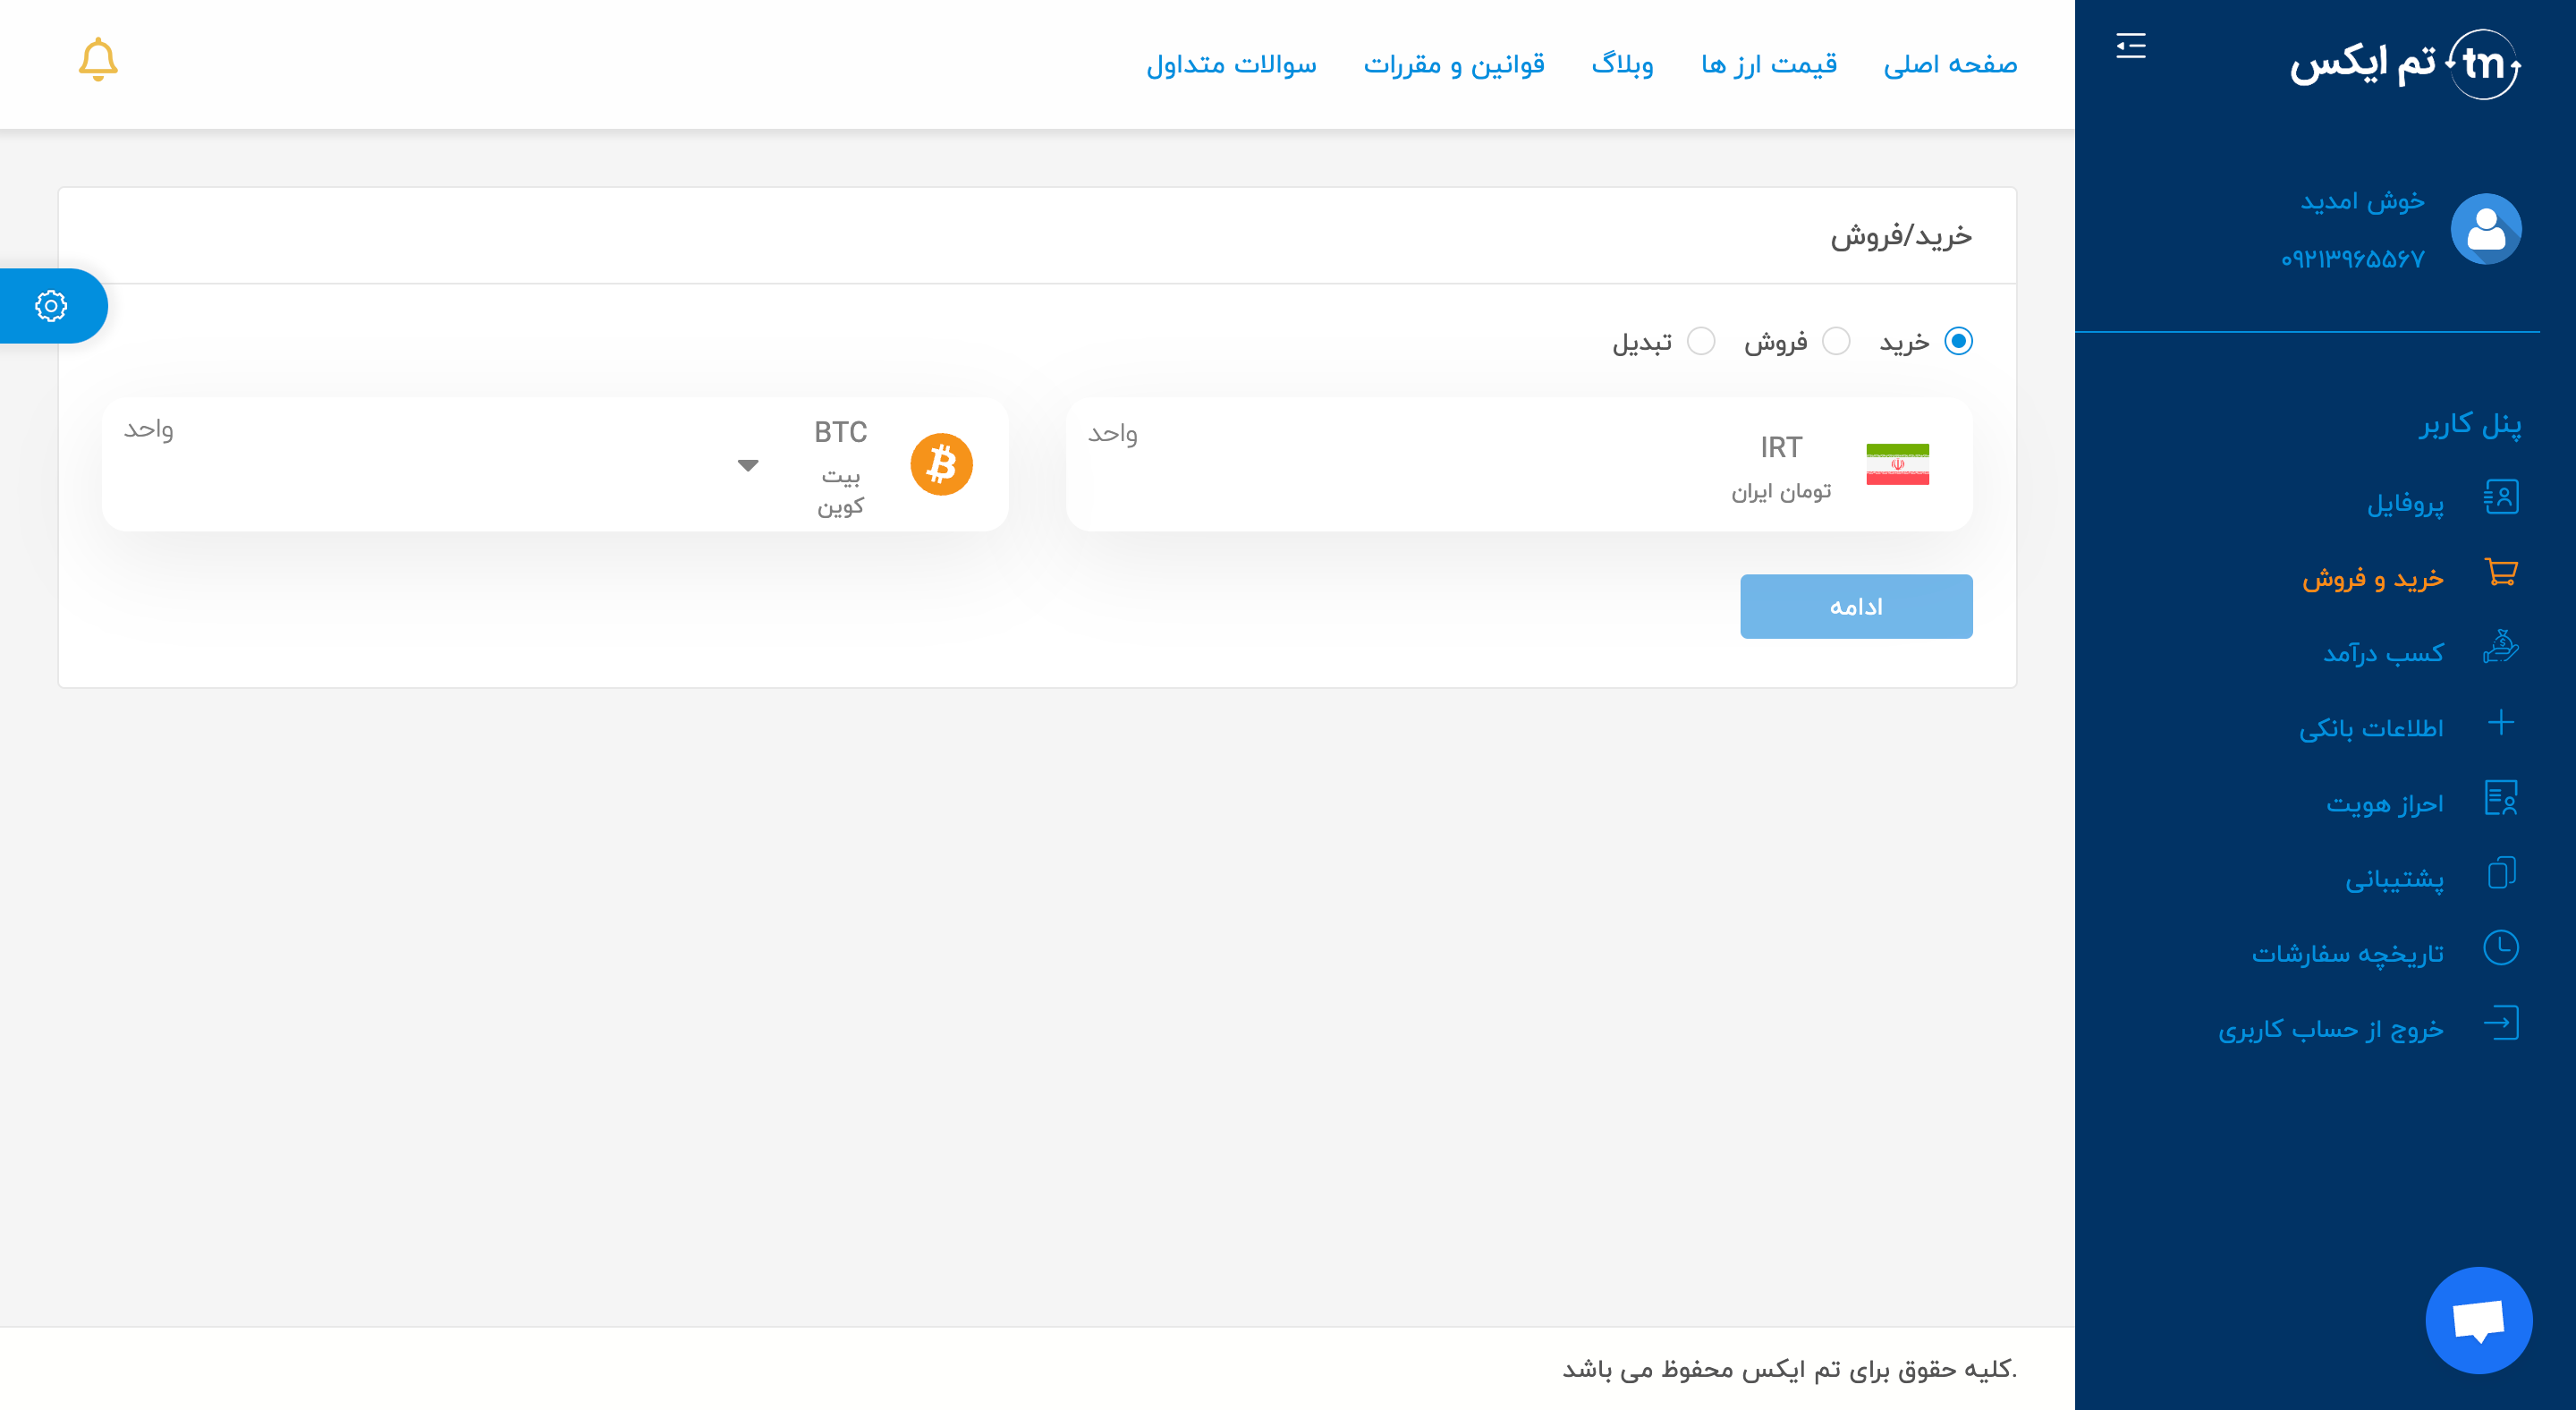 tm تم ایکس
خوش امدید
۰۹۲۱۳۹۶۵۵۶۷
پنل کاربر
پروفایل
خرید و فروش
کسب درآمد
اطلاعات بانکی
احراز هویت
پشتیبانی
تاریخچه سفارشات
خروج از حساب کاربری
صفحه اصلی قیمت ارز ها وبلاگ قوانین و مقررات سوالات متداول
خرید/فروش
خرید فروش تبدیل
IRT
تومان ایران
واحد
BTC
بیت
کوین
واحد
ادامه
.کلیه حقوق برای تم ایکس محفوظ می باشد